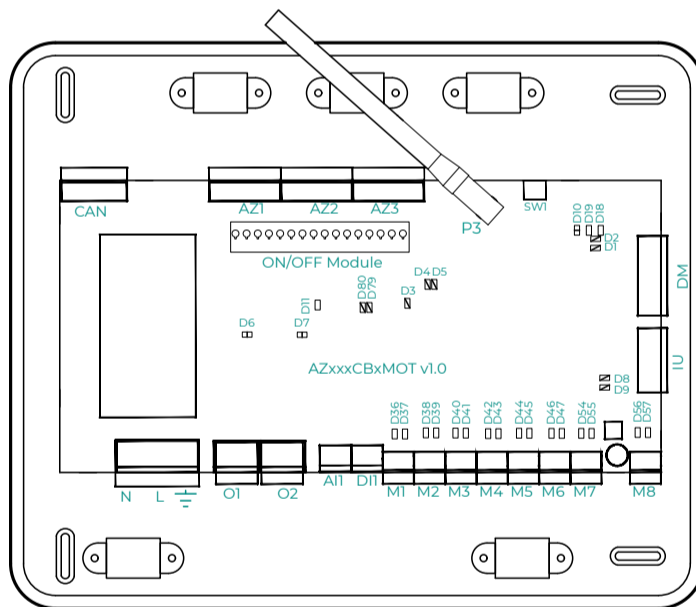 CAN
AZ1 AZ2 AZ3
P3
SW1
D10 D19 D18
D2
D1
ON/OFF Module
DM
D4 D5
D80 D79
D3
D11
D6 D7
IU
AZxxxCBxMOT v1.0
D8
D9
D36 D37 D38 D39 D40 D41 D42 D43 D44 D45 D46 D47 D54 D55 D56 D57
N L O1 O2 AI1 DI1 M1 M2 M3 M4 M5 M6 M7 M8